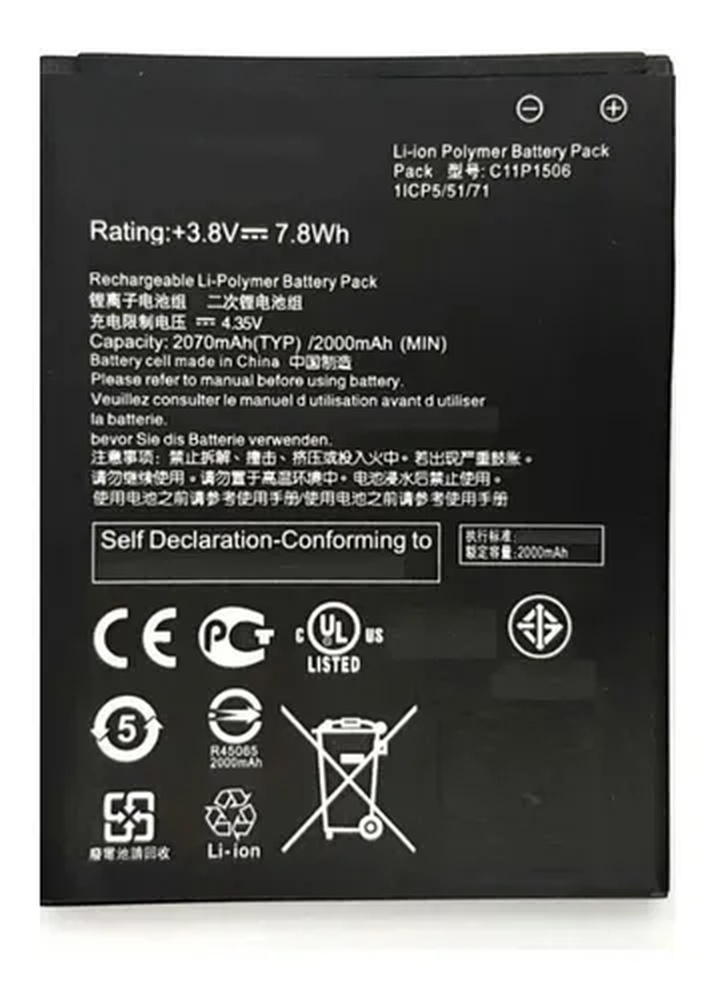 Li-ion Polymer Battery Pack
Pack 型号: C11P1506
1ICP5/51/71
Rating:+3.8V⎓ 7.8Wh
Rechargeable Li-Polymer Battery Pack
锂离子电池组 二次锂电池组
充电限制电压 ⎓ 4.35V
Capacity: 2070mAh(TYP) /2000mAh (MIN)
Battery cell made in China 中国制造
Please refer to manual before using battery.
Veuillez consulter le manuel d utilisation avant d utiliser
la batterie.
bevor Sie dis Batterie verwenden.
注意事项: 禁止拆解、撞击、挤压或投入火中。若出现严重鼓胀。
请勿继续使用。请勿置于高温环境中。电池浸水后禁止使用。
使用电池之前请参考使用手册/使用电池之前请参考使用手册
Self Declaration-Conforming to
执行标准:
额定容量:2000mAh
CE
PCT
C UL US
LISTED
5
R45065
2000mAh
廢電池請回收
Li-ion